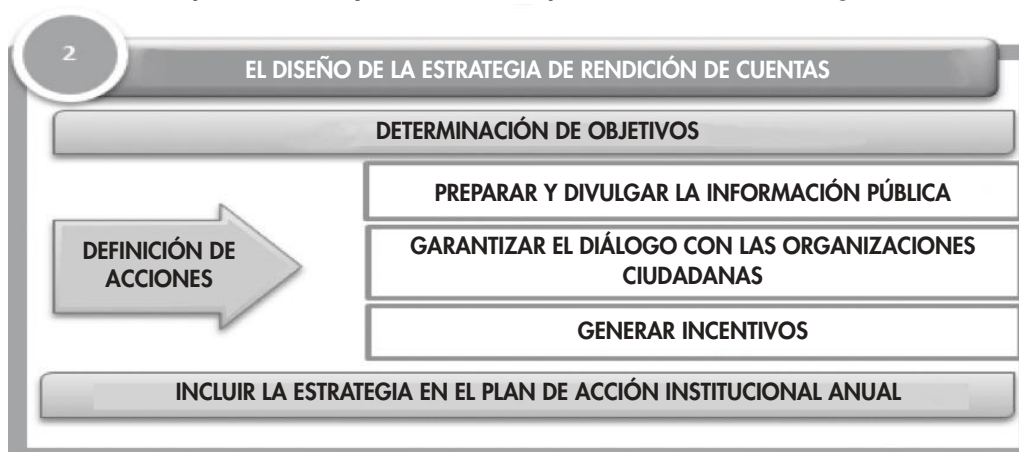 2
EL DISEÑO DE LA ESTRATEGIA DE RENDICIÓN DE CUENTAS
DETERMINACIÓN DE OBJETIVOS
PREPARAR Y DIVULGAR LA INFORMACIÓN PÚBLICA
DEFINICIÓN DE
ACCIONES
GARANTIZAR EL DIÁLOGO CON LAS ORGANIZACIONES
CIUDADANAS
GENERAR INCENTIVOS
INCLUIR LA ESTRATEGIA EN EL PLAN DE ACCIÓN INSTITUCIONAL ANUAL